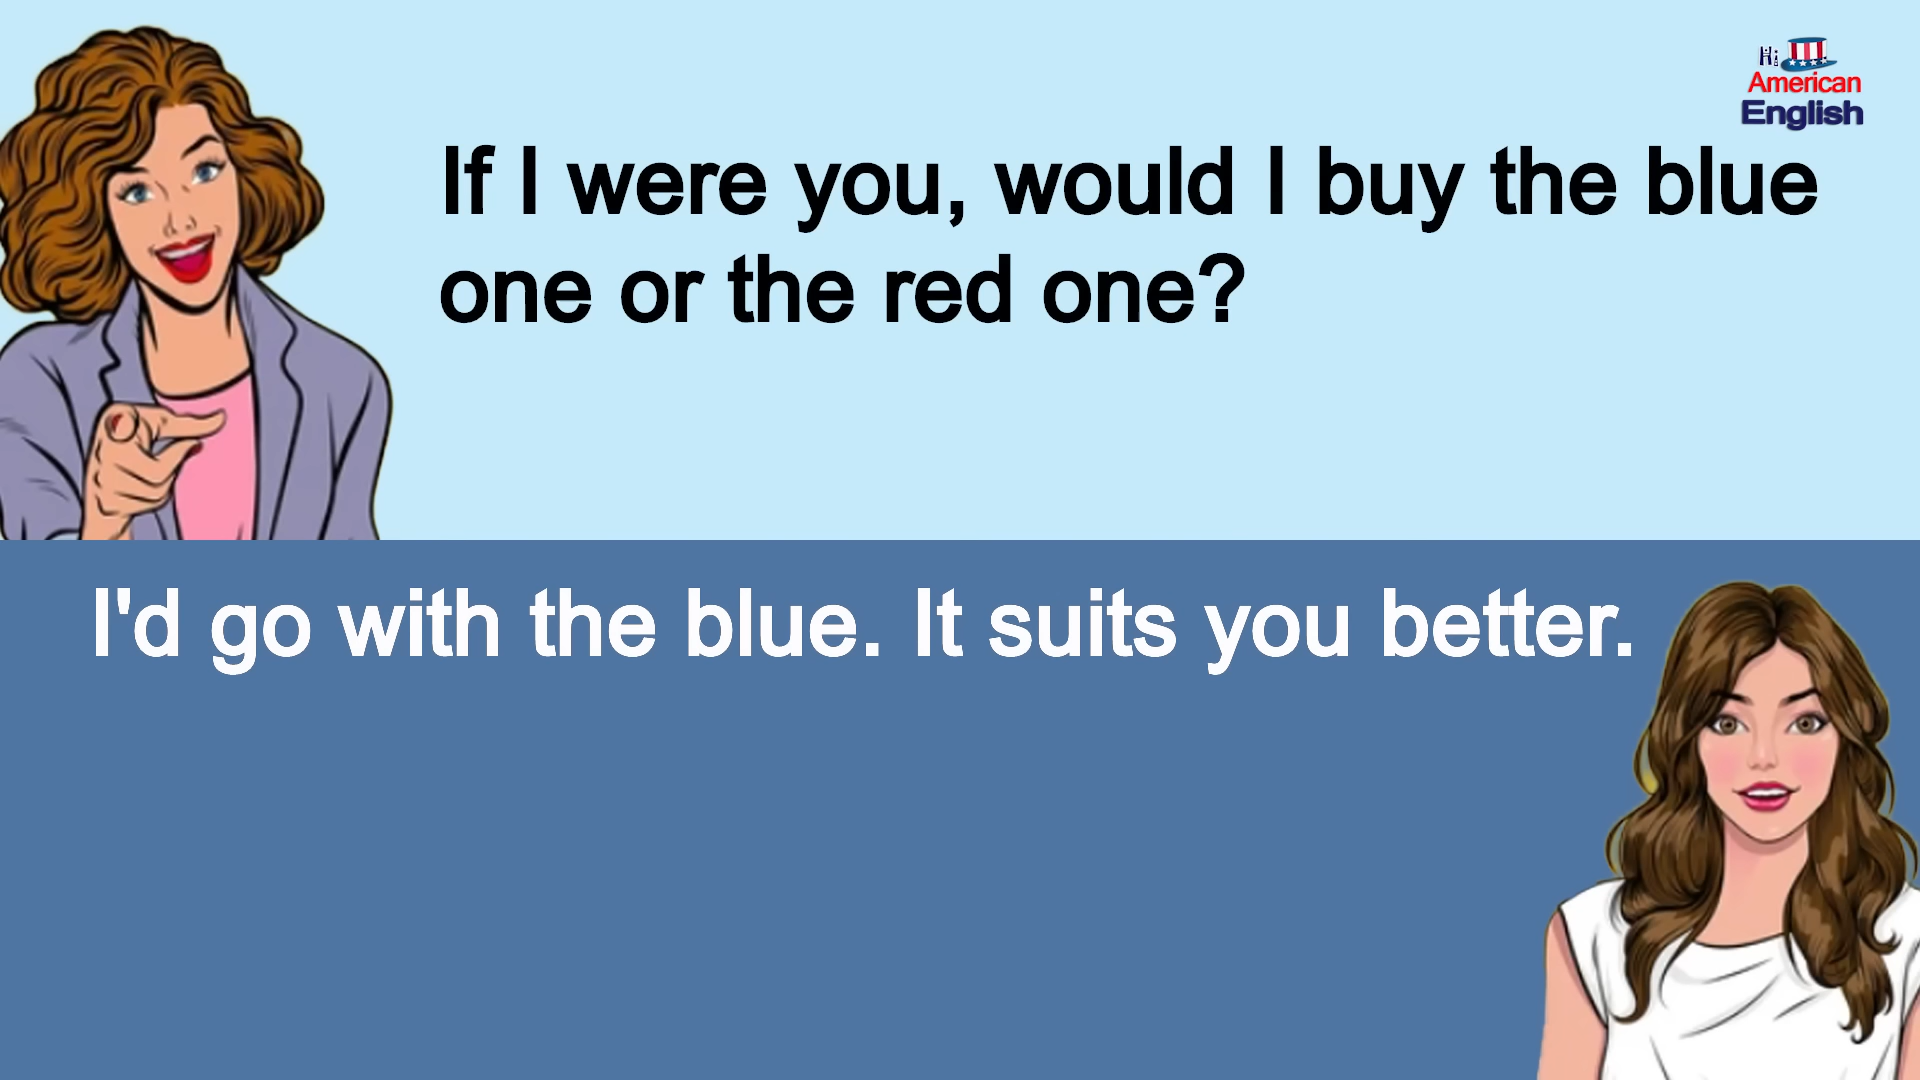 Hi
American
English
If I were you, would I buy the blue
one or the red one?
I'd go with the blue. It suits you better.